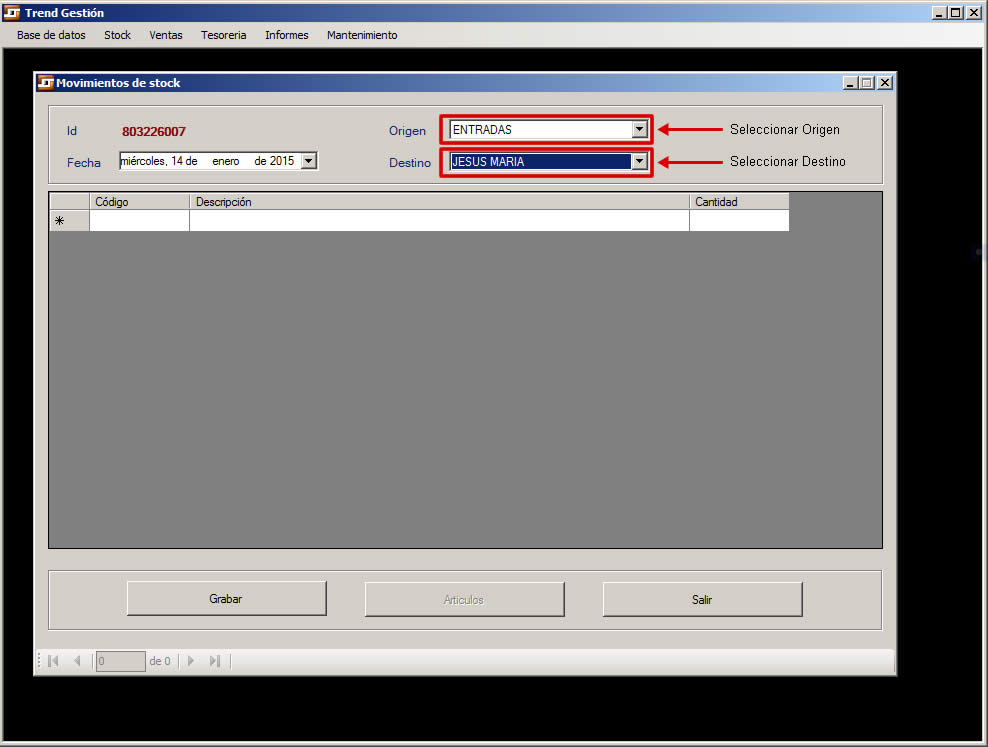 Trend Gestión
Base de datos Stock Ventas Tesoreria Informes Mantenimiento
Movimientos de stock
Id 803226007 Origen ENTRADAS Seleccionar Origen
Fecha miércoles, 14 de enero de 2015 Destino JESUS MARIA Seleccionar Destino
Código Descripción Cantidad
Grabar Articulos Salir
0 de 0